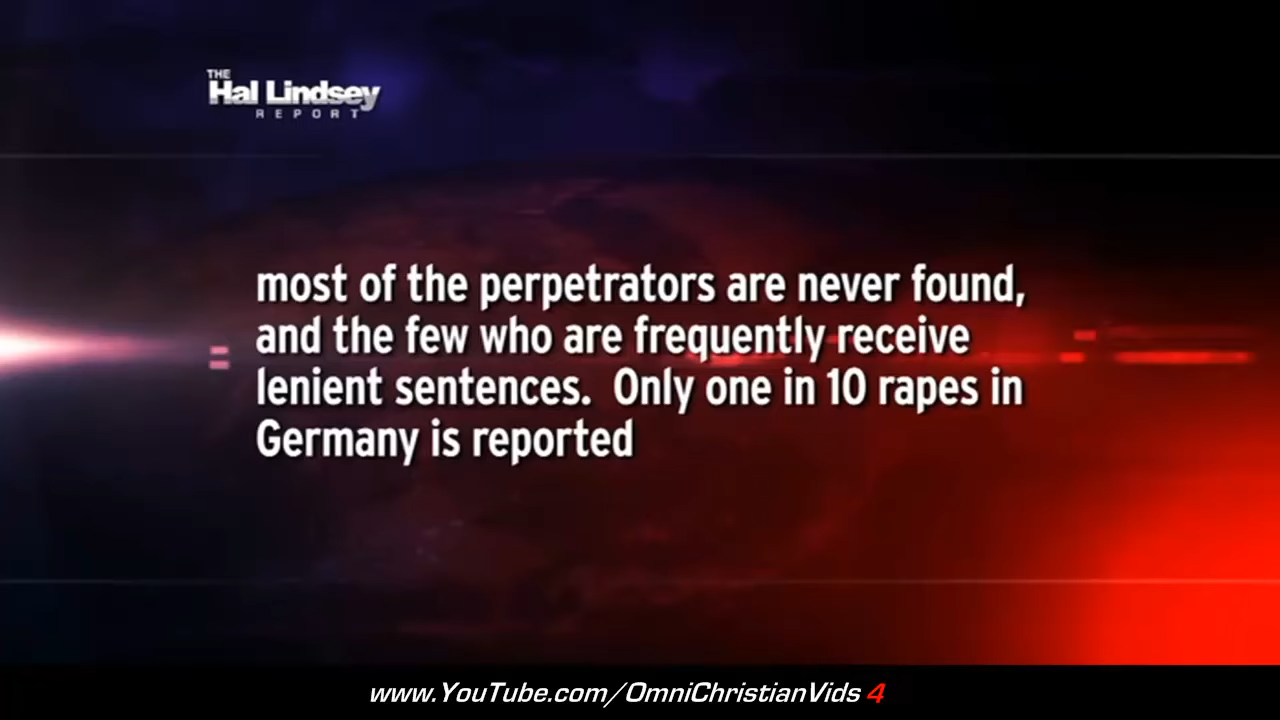 THE
Hal Lindsey
REPORT
most of the perpetrators are never found,
and the few who are frequently receive
lenient sentences.  Only one in 10 rapes in
Germany is reported
www.YouTube.com/OmniChristianVids 4